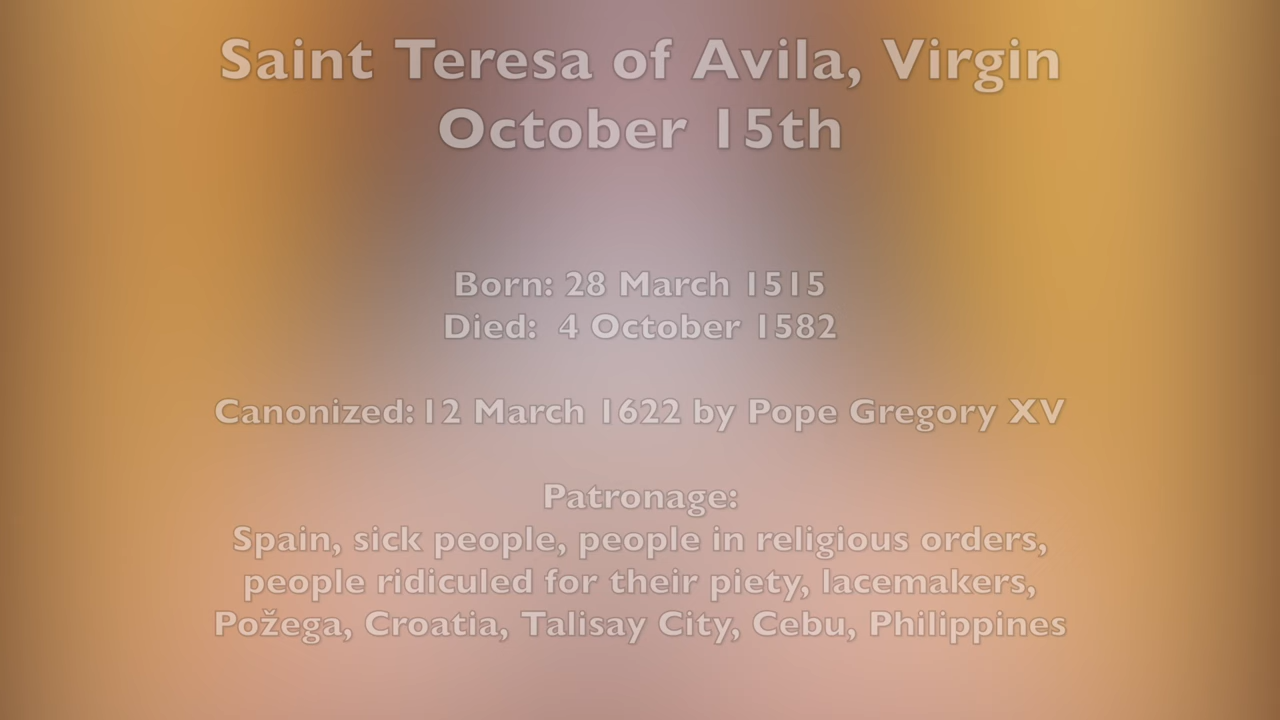 Saint Teresa of Avila, Virgin
October 15th
Born: 28 March 1515
Died: 4 October 1582
Canonized: 12 March 1622 by Pope Gregory XV
Patronage:
Spain, sick people, people in religious orders,
people ridiculed for their piety, lacemakers,
Požega, Croatia, Talisay City, Cebu, Philippines